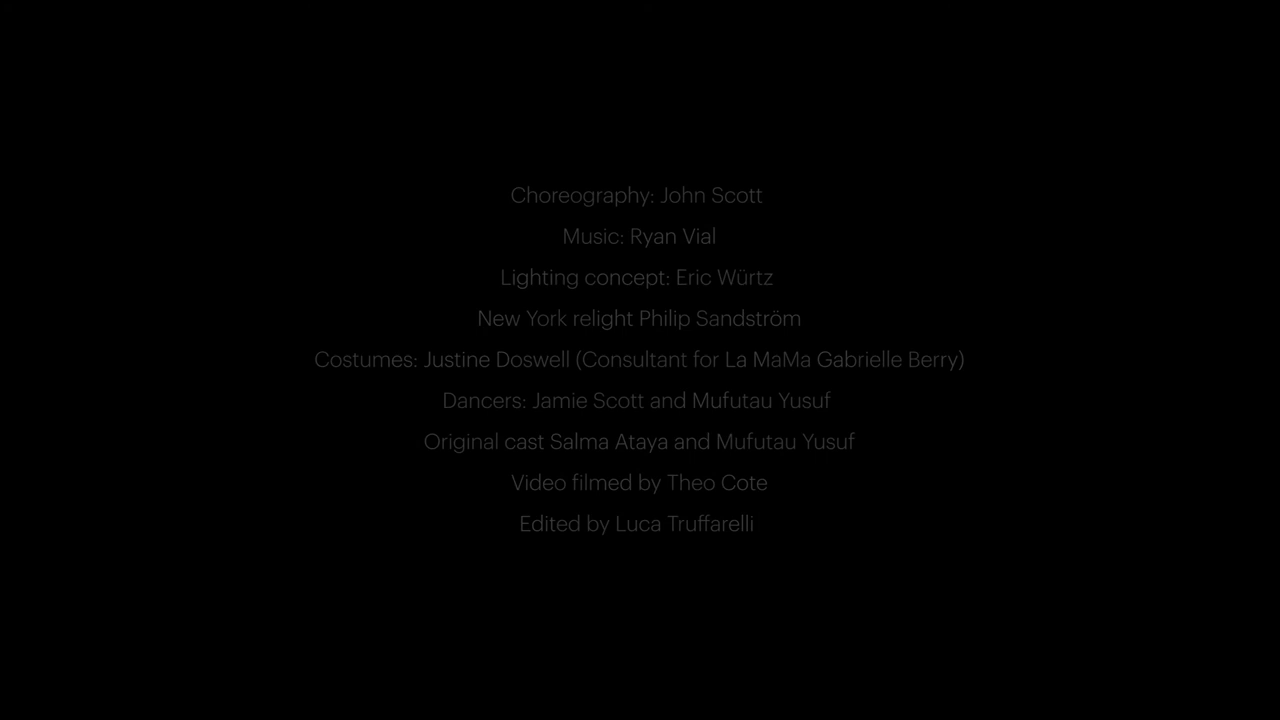 Choreography: John Scott
Music: Ryan Vial
Lighting concept: Eric Würtz
New York relight Philip Sandström
Costumes: Justine Doswell (Consultant for La MaMa Gabrielle Berry)
Dancers: Jamie Scott and Mufutau Yusuf
Original cast Salma Ataya and Mufutau Yusuf
Video filmed by Theo Cote
Edited by Luca Truffarelli